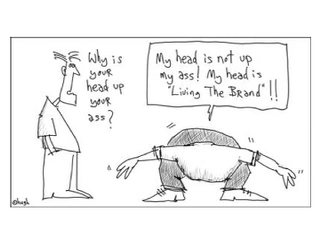 Why is
your
head up
your
ass?
My head is not up
my ass! My head is
"Living The Brand"!!
@hugh